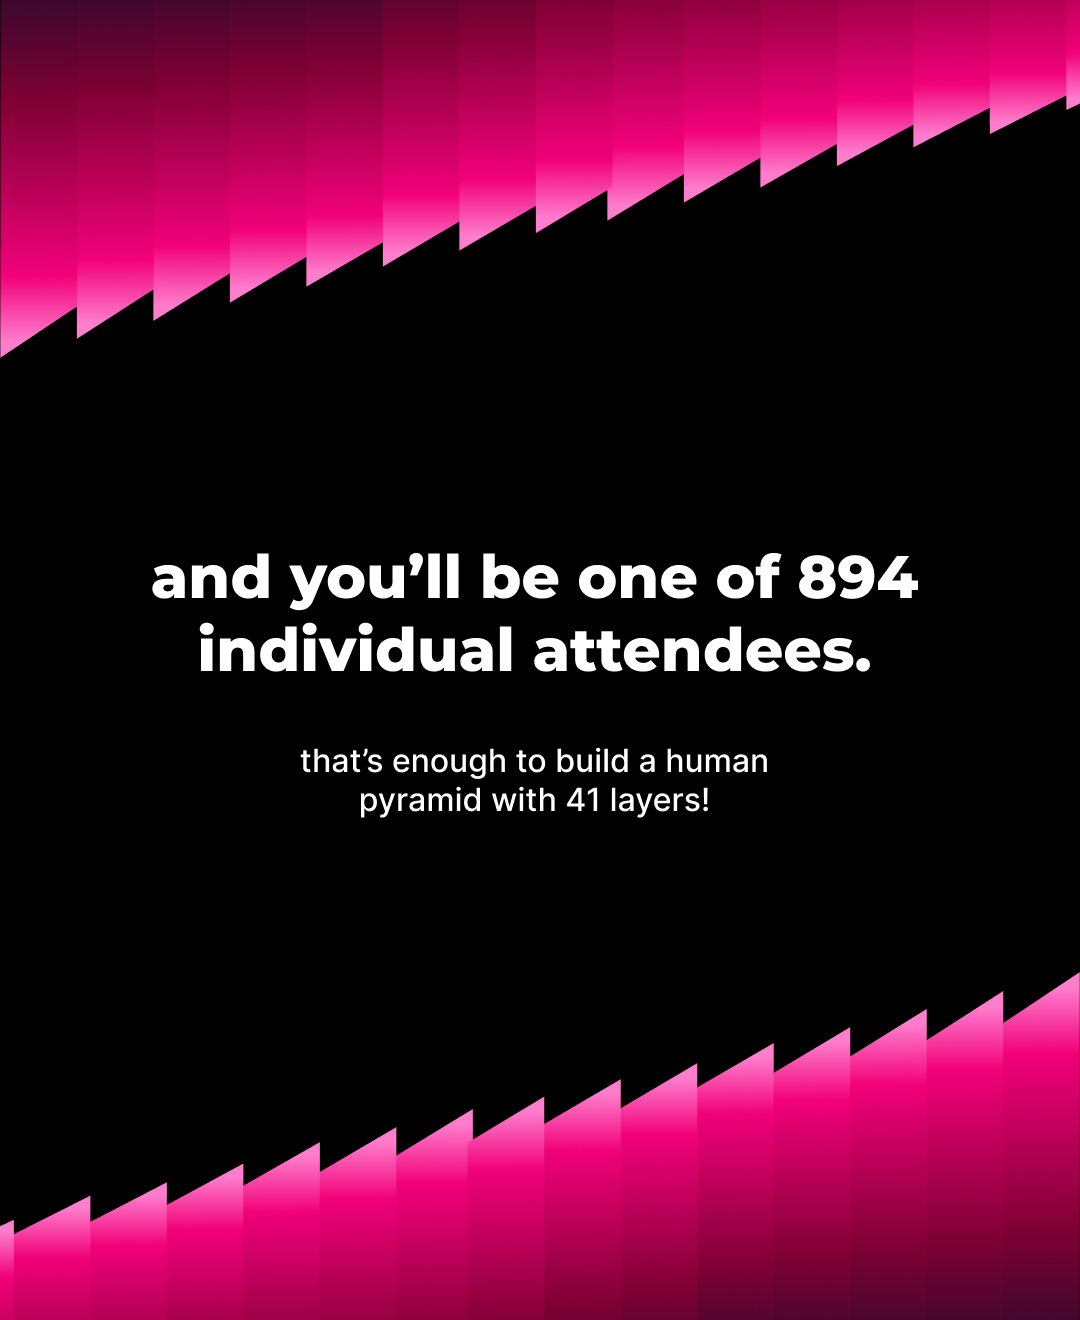 and you’ll be one of 894
individual attendees.
that’s enough to build a human
pyramid with 41 layers!